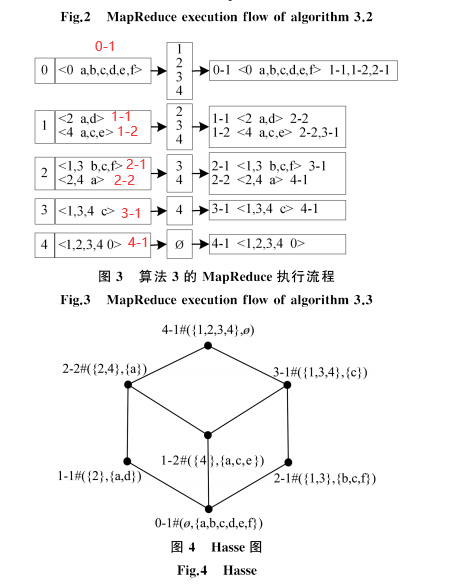 Fig.2 MapReduce execution flow of algorithm 3.2
0-1
0 <0 a,b,c,d,e,f>
1
2
3
4
0-1 <0 a,b,c,d,e,f> 1-1,1-2,2-1
1
<2 a,d> 1-1
<4 a,c,e> 1-2
2
3
4
1-1 <2 a,d> 2-2
1-2 <4 a,c,e> 2-2,3-1
2
<1,3 b,c,f> 2-1
<2,4 a> 2-2
3
4
2-1 <1,3 b,c,f> 3-1
2-2 <2,4 a> 4-1
3 <1,3,4 c> 3-1
4
3-1 <1,3,4 c> 4-1
4 <1,2,3,4 0> 4-1
Ø
4-1 <1,2,3,4 0>
图 3 算法 3 的 MapReduce 执行流程
Fig.3 MapReduce execution flow of algorithm 3.3
4-1#({1,2,3,4},ø)
2-2#({2,4},{a})
3-1#({1,3,4},{c})
1-2#({4},{a,c,e})
1-1#({2},{a,d})
2-1#({1,3},{b,c,f})
0-1#(ø,{a,b,c,d,e,f})
图 4 Hasse 图
Fig.4 Hasse